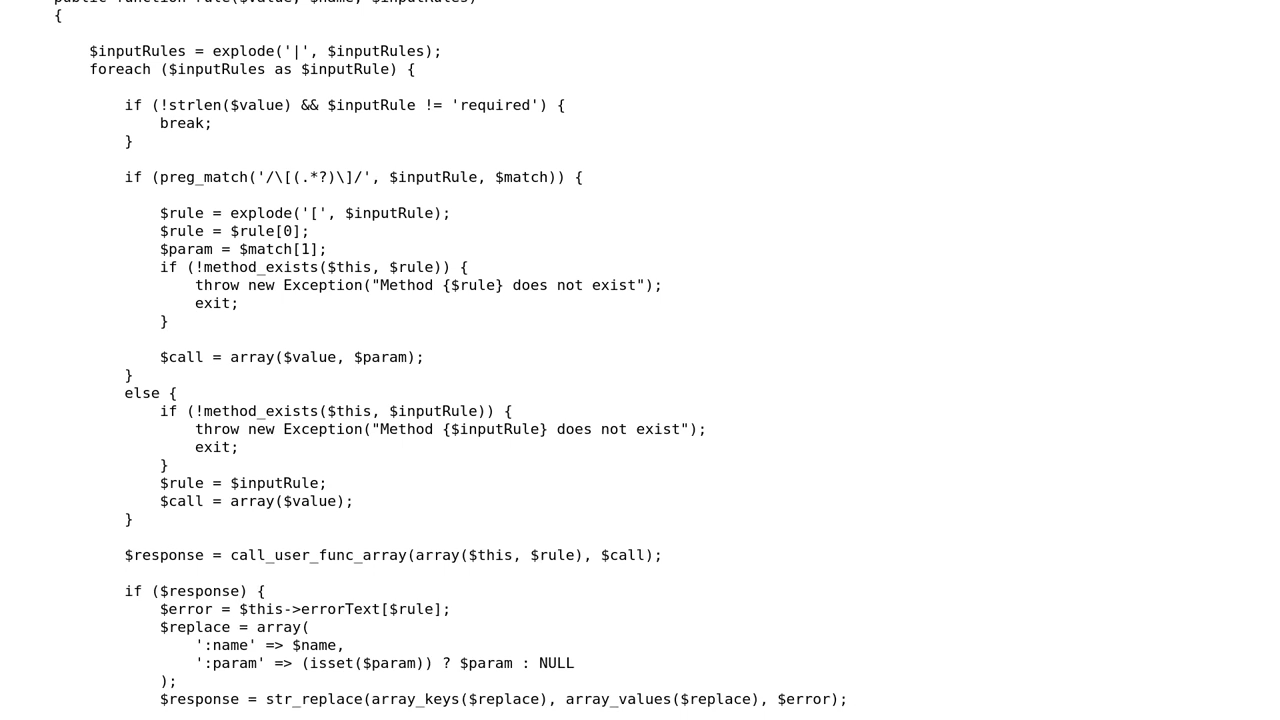 {
$inputRules = explode('|', $inputRules);
foreach ($inputRules as $inputRule) {
if (!strlen($value) && $inputRule != 'required') {
break;
}
if (preg_match('/\[(.*?)\]/', $inputRule, $match)) {
$rule = explode('[', $inputRule);
$rule = $rule[0];
$param = $match[1];
if (!method_exists($this, $rule)) {
throw new Exception("Method {$rule} does not exist");
exit;
}
$call = array($value, $param);
}
else {
if (!method_exists($this, $inputRule)) {
throw new Exception("Method {$inputRule} does not exist");
exit;
}
$rule = $inputRule;
$call = array($value);
}
$response = call_user_func_array(array($this, $rule), $call);
if ($response) {
$error = $this->errorText[$rule];
$replace = array(
':name' => $name,
':param' => (isset($param)) ? $param : NULL
);
$response = str_replace(array_keys($replace), array_values($replace), $error);